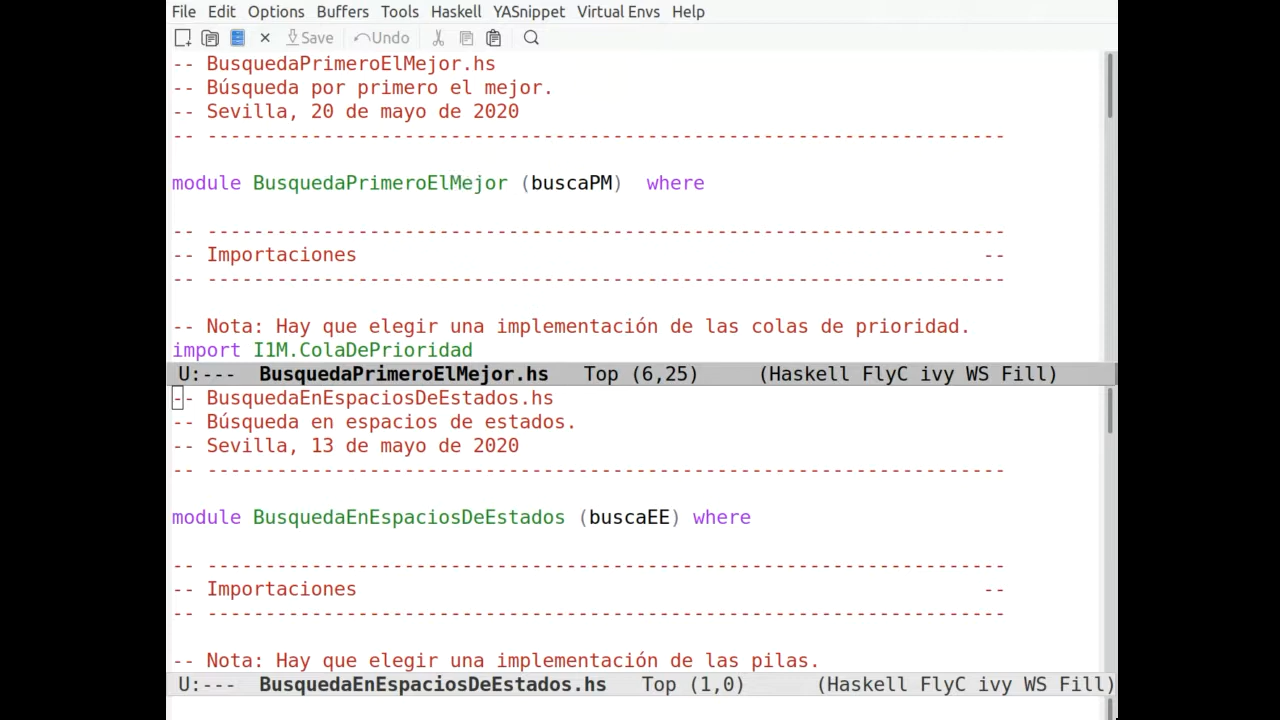 File Edit Options Buffers Tools Haskell YASnippet Virtual Envs Help
Save Undo
-- BusquedaPrimeroElMejor.hs
-- Búsqueda por primero el mejor.
-- Sevilla, 20 de mayo de 2020
-- ---------------------------------------------------------------------
module BusquedaPrimeroElMejor (buscaPM)  where
-- ---------------------------------------------------------------------
-- Importaciones                                                      --
-- ---------------------------------------------------------------------
-- Nota: Hay que elegir una implementación de las colas de prioridad.
import I1M.ColaDePrioridad
U:---  BusquedaPrimeroElMejor.hs   Top (6,25)     (Haskell FlyC ivy WS Fill)
-- BusquedaEnEspaciosDeEstados.hs
-- Búsqueda en espacios de estados.
-- Sevilla, 13 de mayo de 2020
-- ---------------------------------------------------------------------
module BusquedaEnEspaciosDeEstados (buscaEE) where
-- ---------------------------------------------------------------------
-- Importaciones                                                      --
-- ---------------------------------------------------------------------
-- Nota: Hay que elegir una implementación de las pilas.
U:---  BusquedaEnEspaciosDeEstados.hs   Top (1,0)      (Haskell FlyC ivy WS Fill)